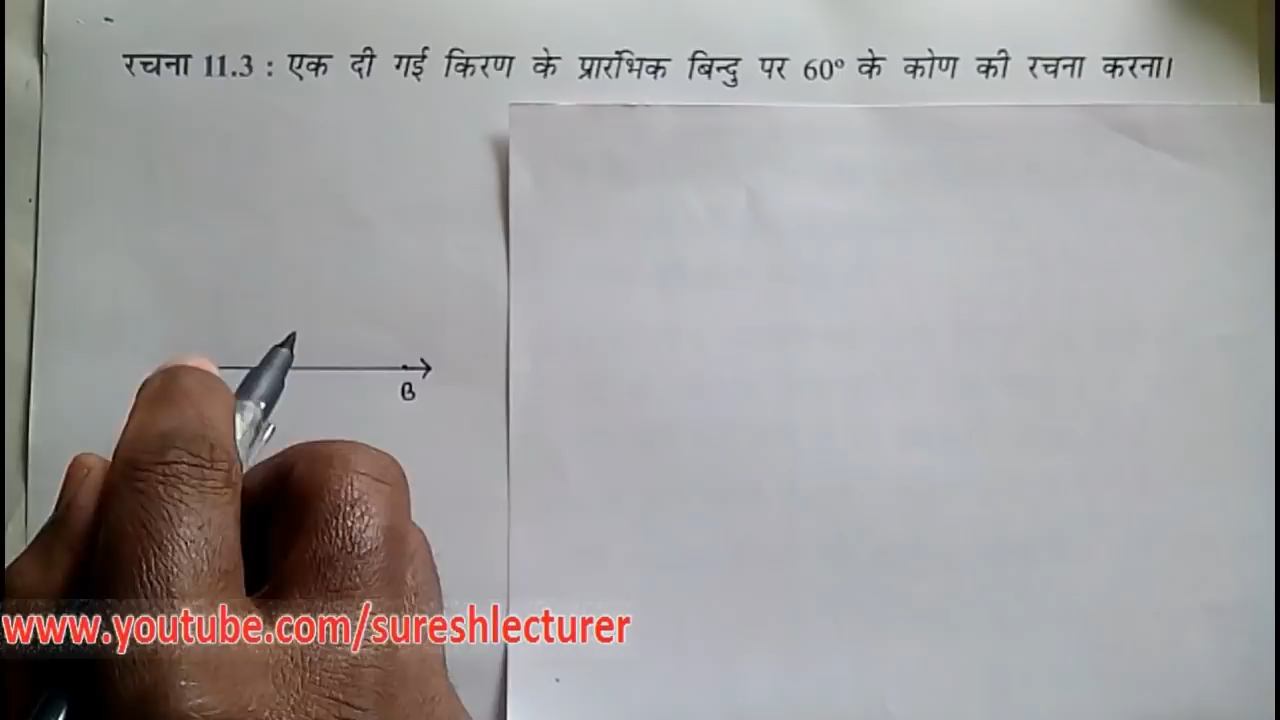 रचना 11.3 : एक दी गई किरण के प्रारंभिक बिन्दु पर 60° के कोण की रचना करना।
B
www.youtube.com/sureshlecturer